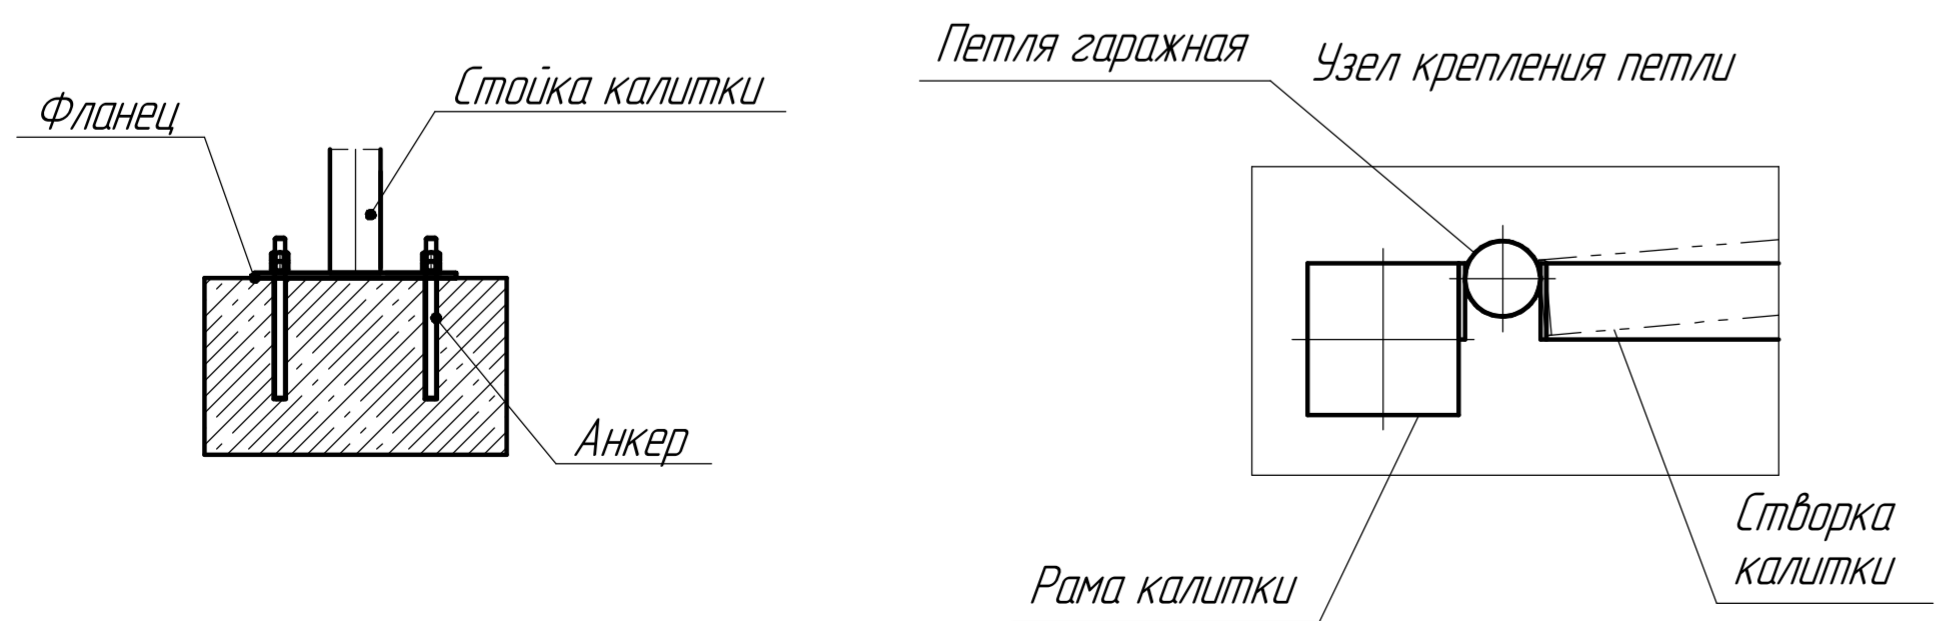 Фланец
Стойка калитки
Анкер
Петля гаражная
Узел крепления петли
Рама калитки
Створка
калитки